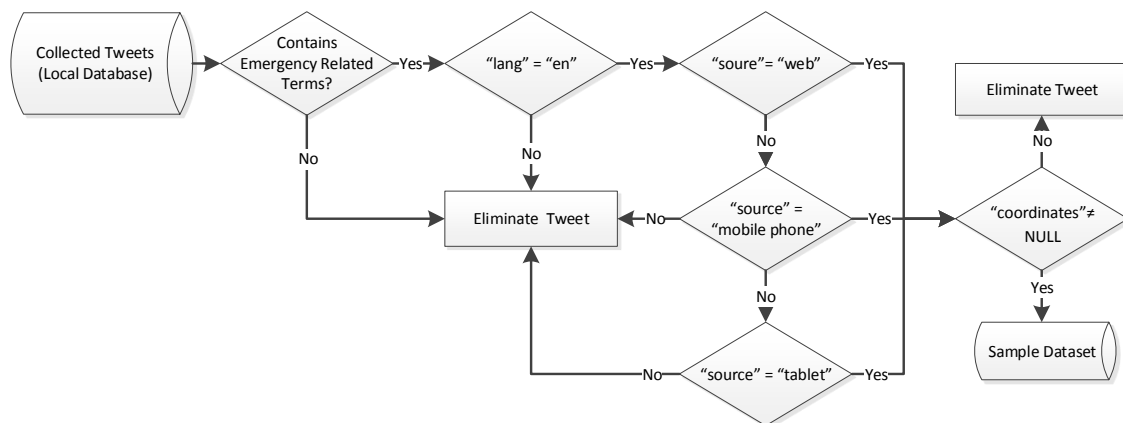 Collected Tweets
(Local Database)
Contains
Emergency Related
Terms?
Yes
“lang” = “en”
Yes
“soure”= “web”
Yes
Eliminate Tweet
No
No
No
No
Eliminate  Tweet
No
“source” =
“mobile phone”
Yes
“coordinates”≠
NULL
No
Yes
No
“source” = “tablet”
Yes
Sample Dataset